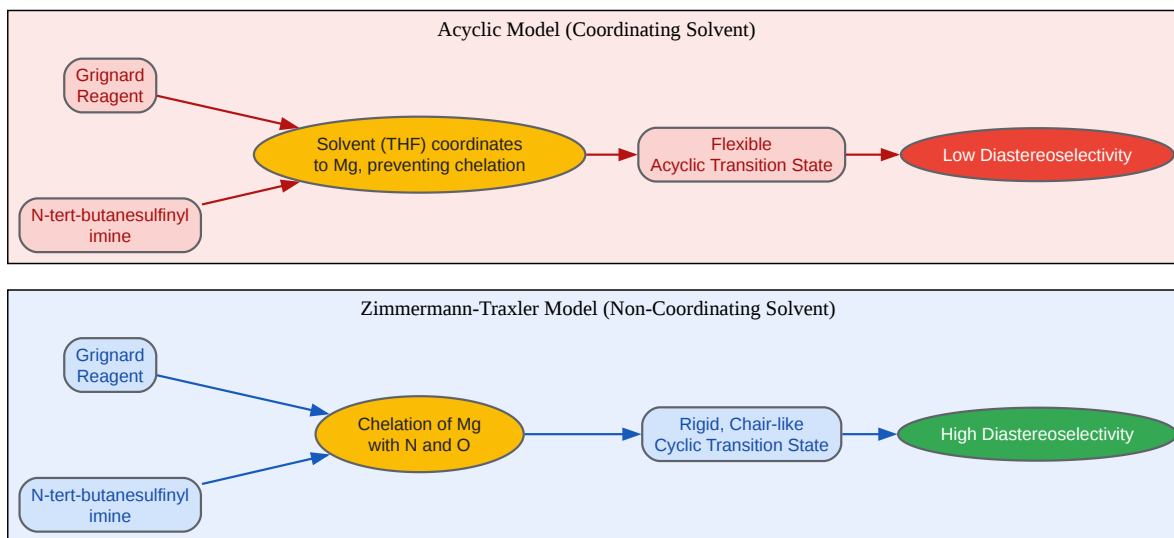 Acyclic Model (Coordinating Solvent)
Grignard
Reagent
Solvent (THF) coordinates
to Mg, preventing chelation
Flexible
Acyclic Transition State
Low Diastereoselectivity
N-tert-butanesulfinyl
imine
Zimmermann-Traxler Model (Non-Coordinating Solvent)
Grignard
Reagent
Chelation of Mg
with N and O
Rigid, Chair-like
Cyclic Transition State
High Diastereoselectivity
N-tert-butanesulfinyl
imine